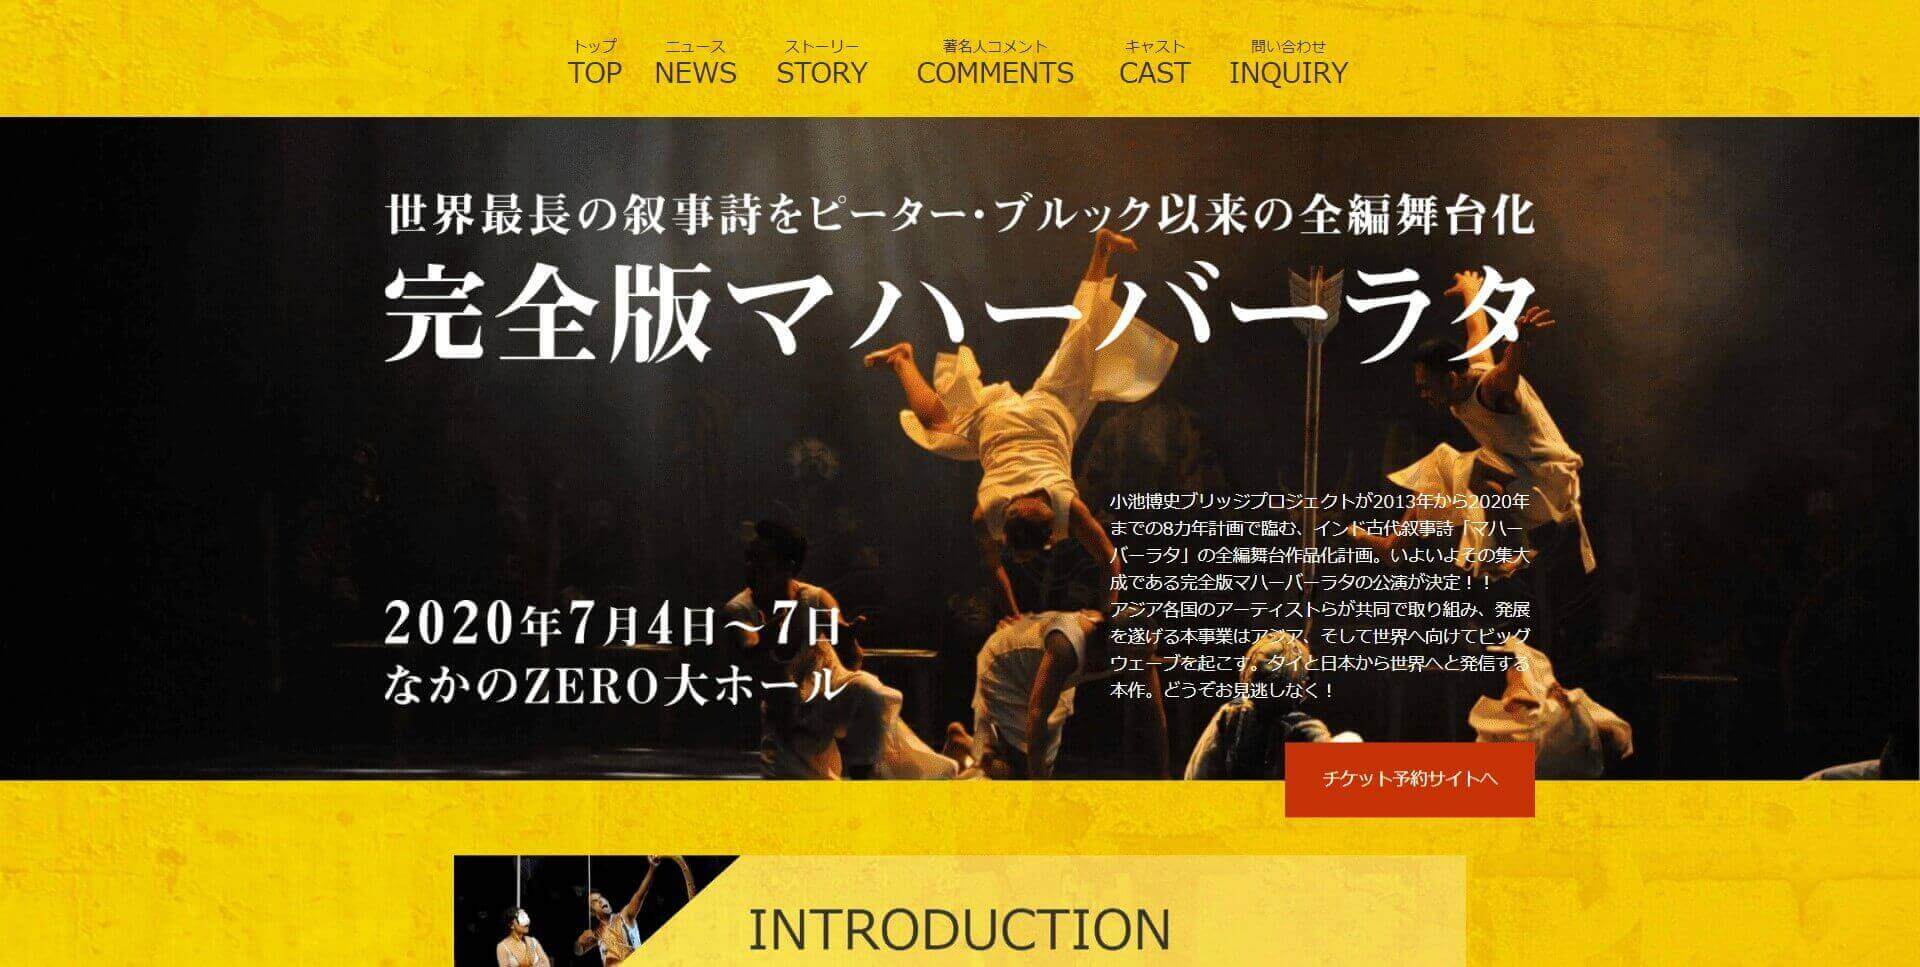 トップ ニュース ストーリー 著名人コメント キャスト 問い合わせ
TOP NEWS STORY COMMENTS CAST INQUIRY
世界最長の叙事詩をピーター・ブルック以来の全編舞台化
完全版マハーバーラタ
小池博史ブリッジプロジェクトが2013年から2020年
までの8カ年計画で臨む、インド古代叙事詩「マハー
バーラタ」の全編舞台作品化計画。いよいよその集大
成である完全版マハーバーラタの公演が決定！！
アジア各国のアーティストらが共同で取り組み、発展
を遂げる本事業はアジア、そして世界へ向けてビッグ
ウェーブを起こす。タイと日本から世界へと発信する
本作。どうぞお見逃しなく！
2020年7月4日〜7日
なかのZERO大ホール
チケット予約サイトへ
INTRODUCTION